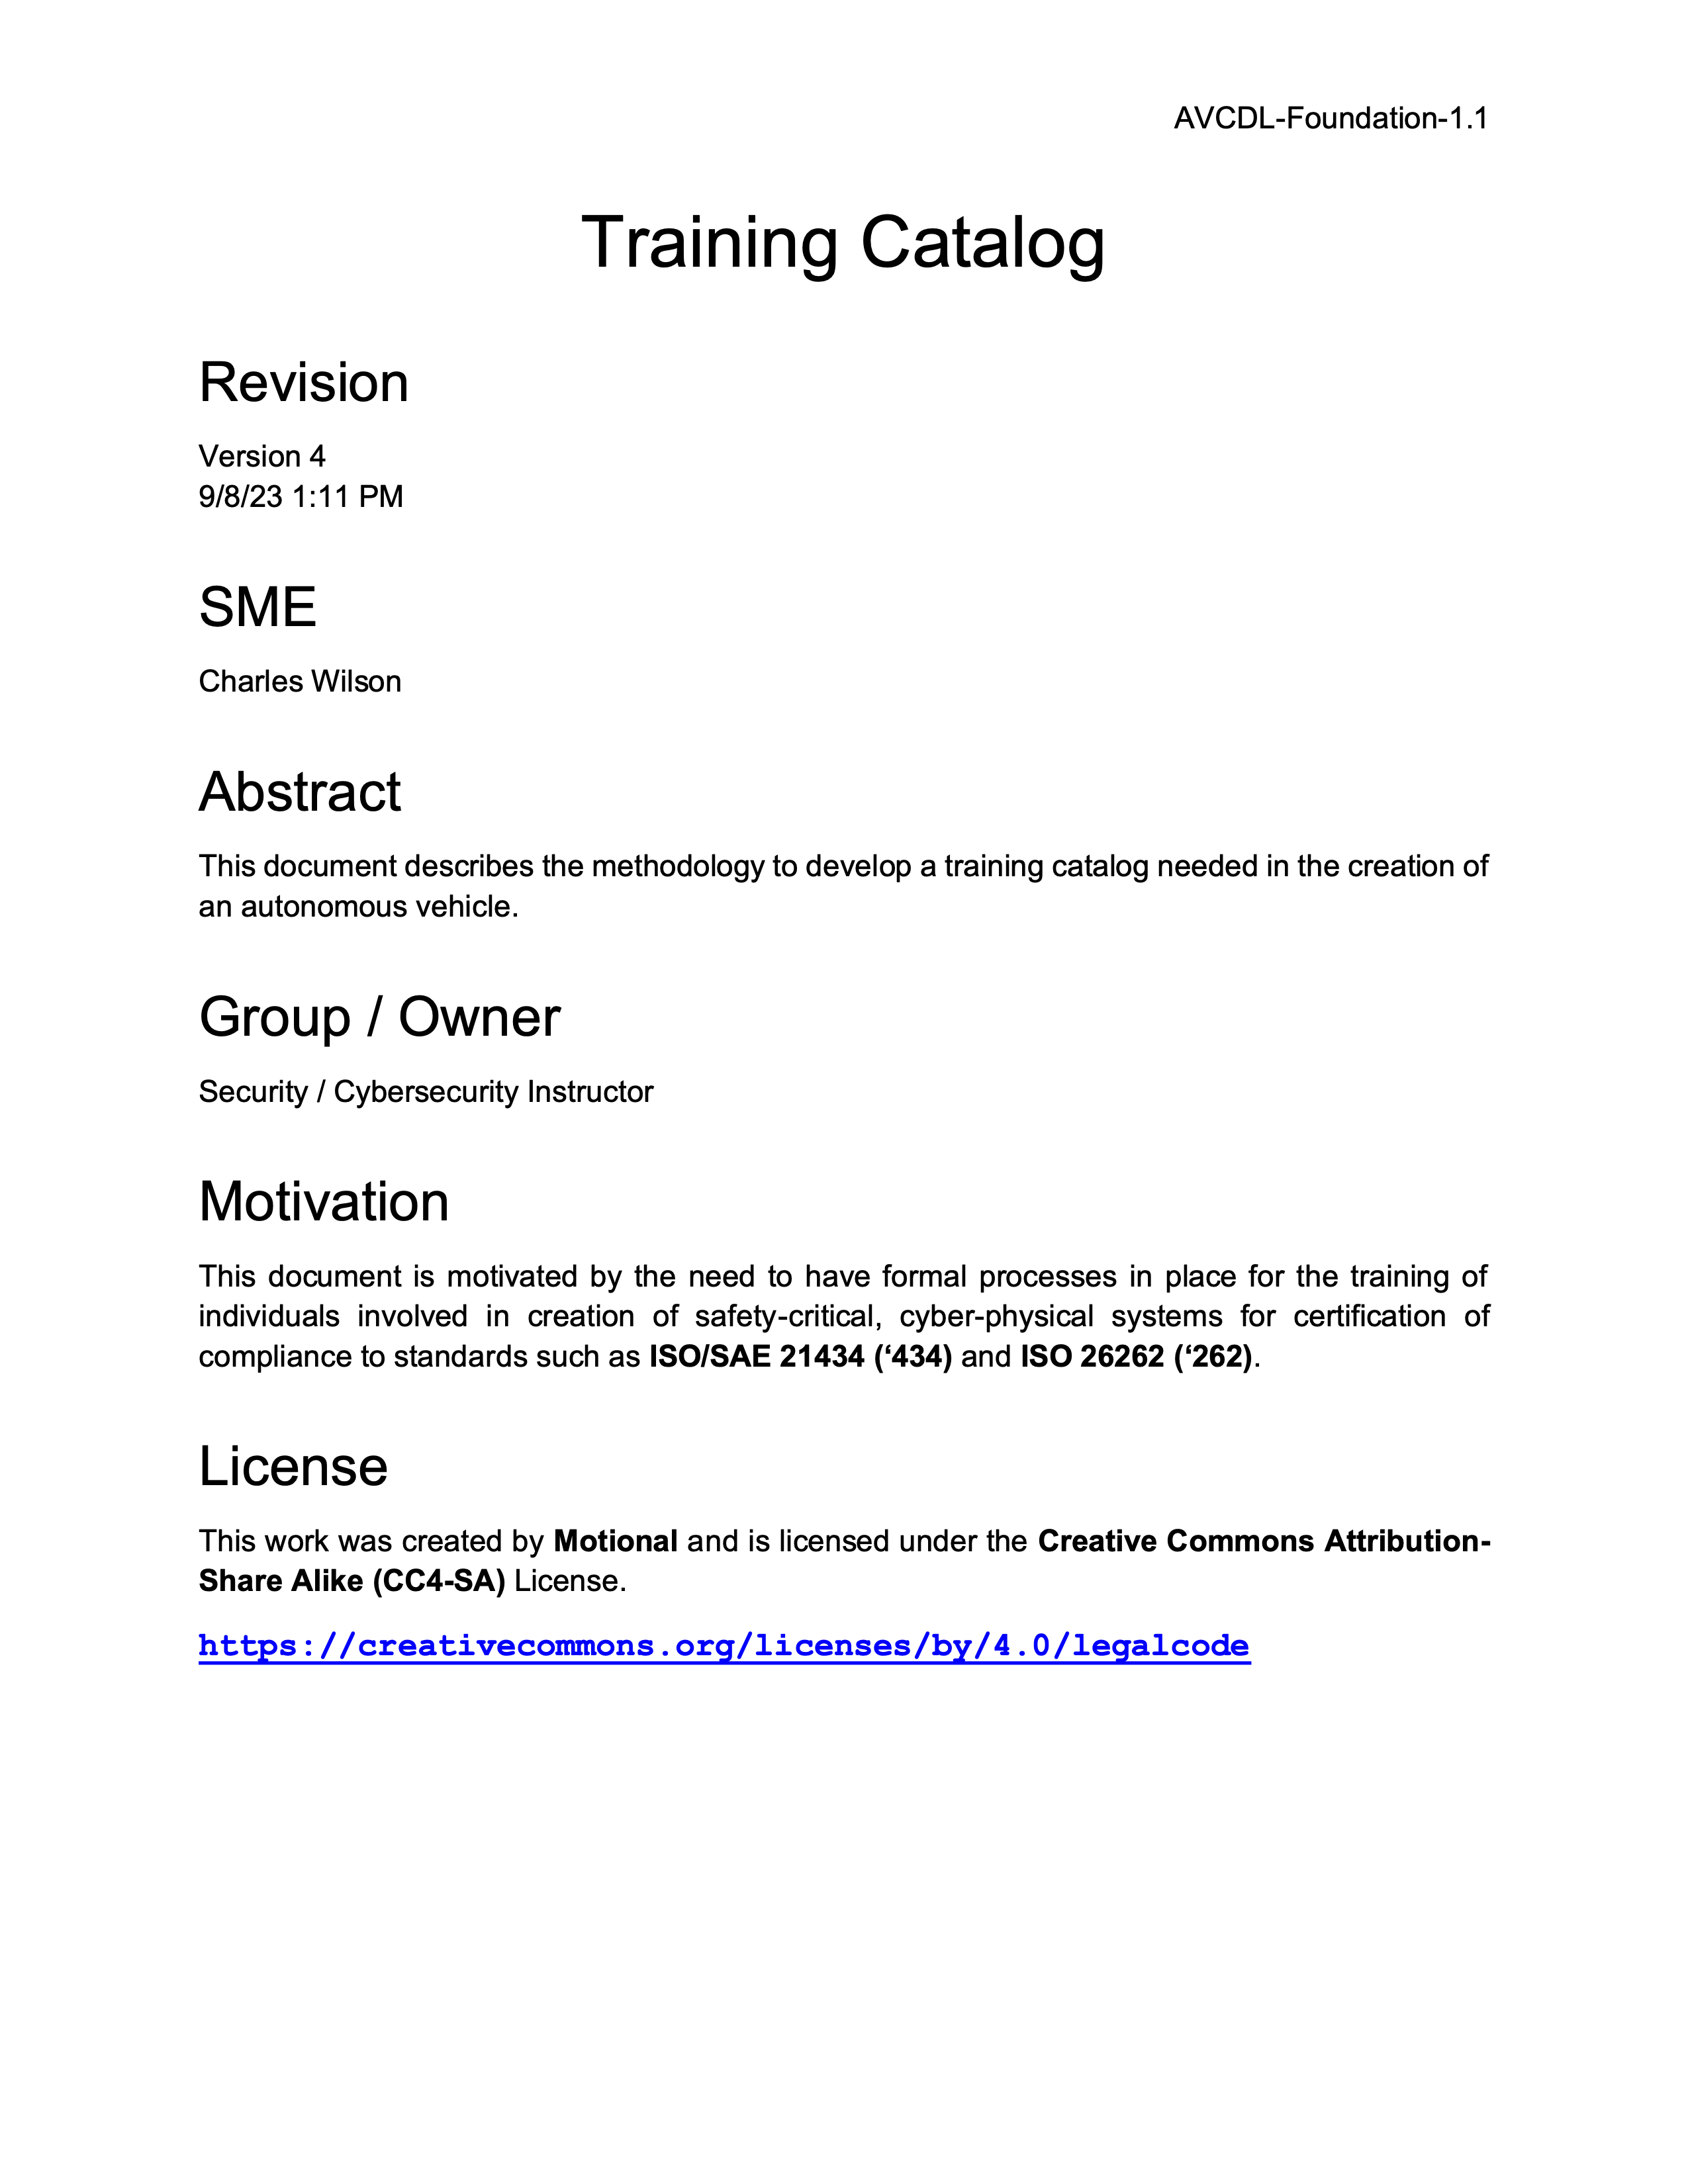 AVCDL-Foundation-1.1
Training Catalog
Revision
Version 4
9/8/23 1:11 PM
SME
Charles Wilson
Abstract
This document describes the methodology to develop a training catalog needed in the creation of
an autonomous vehicle.
Group / Owner
Security / Cybersecurity Instructor
Motivation
This document is motivated by the need to have formal processes in place for the training of
individuals involved in creation of safety-critical, cyber-physical systems for certification of
compliance to standards such as ISO/SAE 21434 (‘434) and ISO 26262 (‘262).
License
This work was created by Motional and is licensed under the Creative Commons Attribution-
Share Alike (CC4-SA) License.
https://creativecommons.org/licenses/by/4.0/legalcode